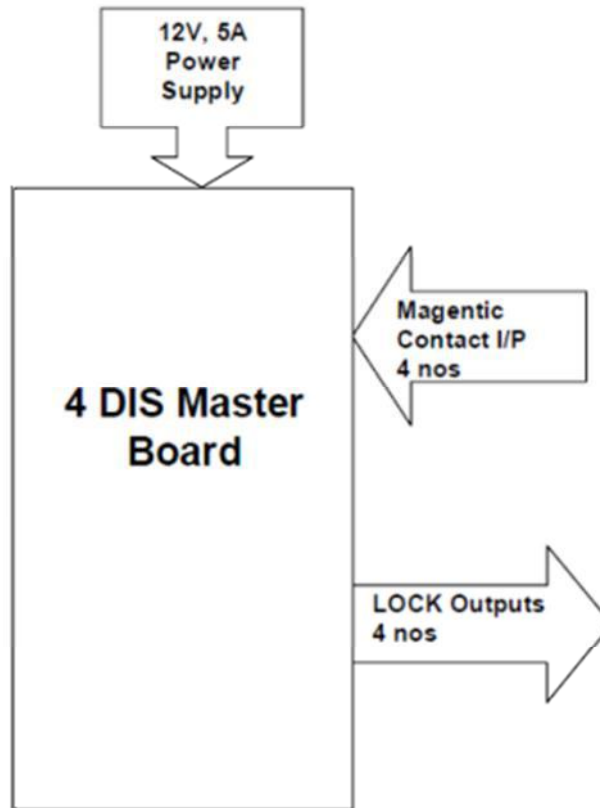 12V, 5A
Power
Supply
Magentic
Contact I/P
4 nos
4 DIS Master
Board
LOCK Outputs
4 nos